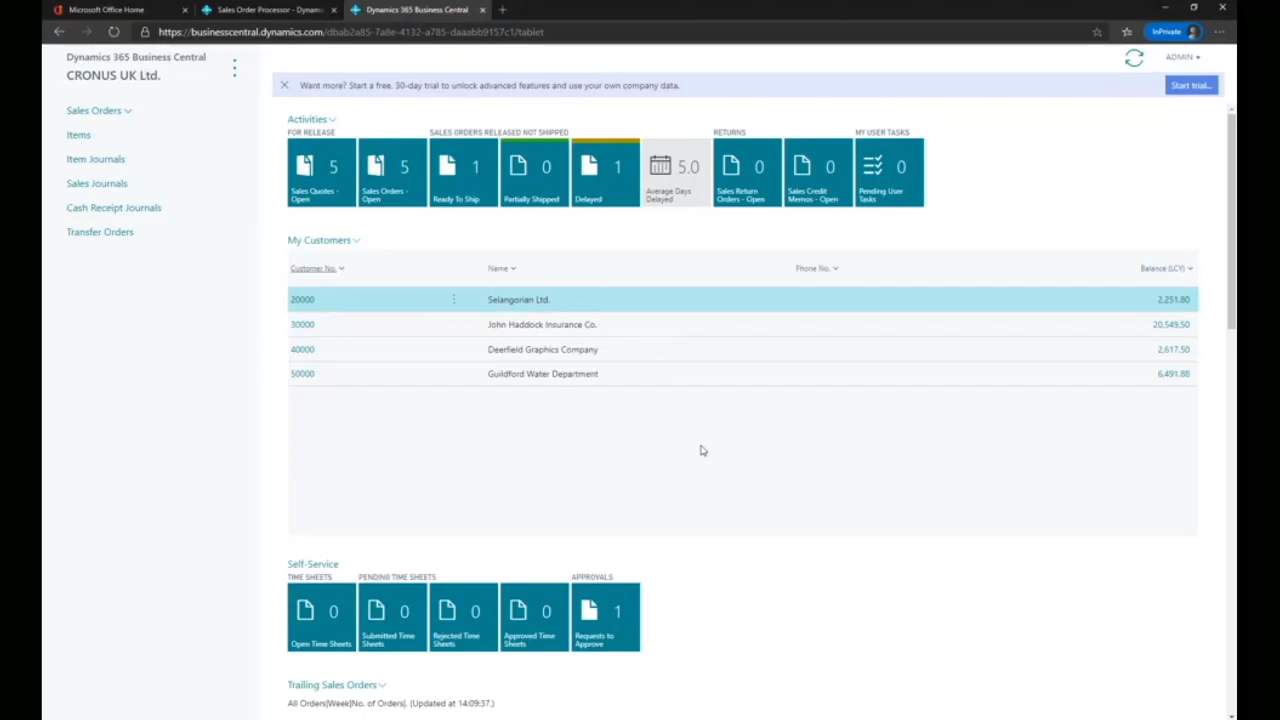 Microsoft Office Home
Sales Order Processor - Dynami
Dynamics 365 Business Central
https://businesscentral.dynamics.com/dbab2a85-7a8e-4132-a785-daaabb9157c1/tablet
InPrivate
Dynamics 365 Business Central
CRONUS UK Ltd.
ADMIN
Want more? Start a free, 30-day trial to unlock advanced features and use your own company data.
Start trial...
Sales Orders
Items
Item Journals
Sales Journals
Cash Receipt Journals
Transfer Orders
Activities
FOR RELEASE
SALES ORDERS RELEASED NOT SHIPPED
RETURNS
MY USER TASKS
5
Sales Quotes -
Open
5
Sales Orders -
Open
1
Ready To Ship
0
Partially Shipped
1
Delayed
5.0
Average Days
Delayed
0
Sales Return
Orders - Open
0
Sales Credit
Memos - Open
0
Pending User
Tasks
My Customers
Customer No. Name Phone No. Balance (LCY)
20000 Selangorian Ltd. 2,251.80
30000 John Haddock Insurance Co. 20,549.50
40000 Deerfield Graphics Company 2,617.50
50000 Guildford Water Department 6,491.88
Self-Service
TIME SHEETS
PENDING TIME SHEETS
APPROVALS
0
Open Time Sheets
0
Submitted Time
Sheets
0
Rejected Time
Sheets
0
Approved Time
Sheets
1
Requests to
Approve
Trailing Sales Orders
All Orders|Week|No. of Orders|. (Updated at 14:09:37.)